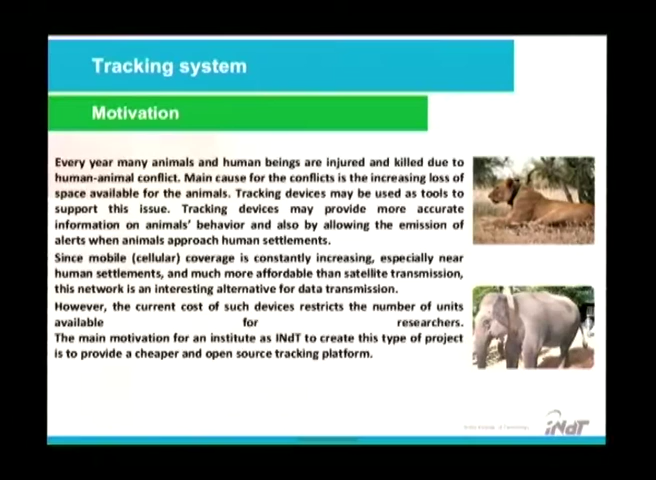 Tracking system
Motivation
Every year many animals and human beings are injured and killed due to
human-animal conflict. Main cause for the conflicts is the increasing loss of
space available for the animals. Tracking devices may be used as tools to
support this issue. Tracking devices may provide more accurate
information on animals' behavior and also by allowing the emission of
alerts when animals approach human settlements.
Since mobile (cellular) coverage is constantly increasing, especially near
human settlements, and much more affordable than satellite transmission,
this network is an interesting alternative for data transmission.
However, the current cost of such devices restricts the number of units
available for researchers.
The main motivation for an institute as INdT to create this type of project
is to provide a cheaper and open source tracking platform.
iNdT